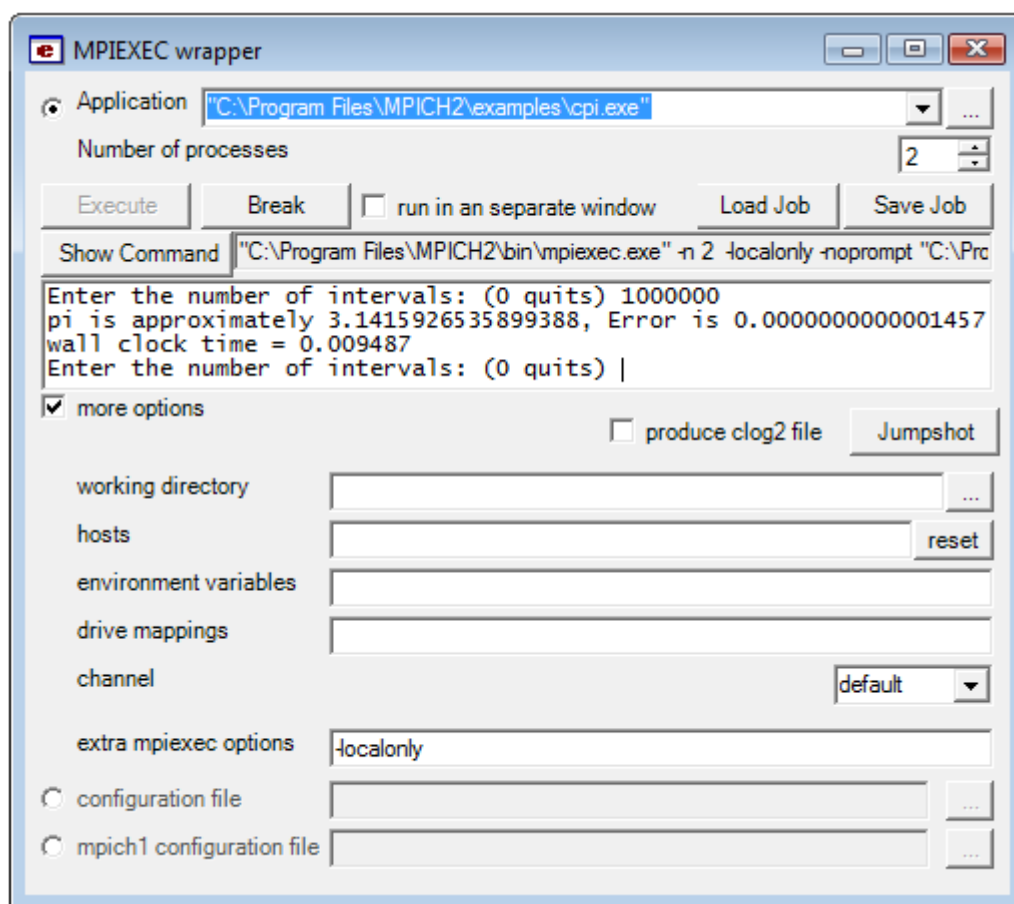 MPIEXEC wrapper
Application "C:\Program Files\MPICH2\examples\cpi.exe" ...
Number of processes 2
Execute Break run in an separate window Load Job Save Job
Show Command "C:\Program Files\MPICH2\bin\mpiexec.exe" -n 2 -localonly -noprompt "C:\Pro
Enter the number of intervals: (0 quits) 1000000
pi is approximately 3.1415926535899388, Error is 0.0000000000001457
wall clock time = 0.009487
Enter the number of intervals: (0 quits)
more options
produce clog2 file Jumpshot
working directory ...
hosts reset
environment variables
drive mappings
channel default
extra mpiexec options -localonly
configuration file ...
mpich1 configuration file ...